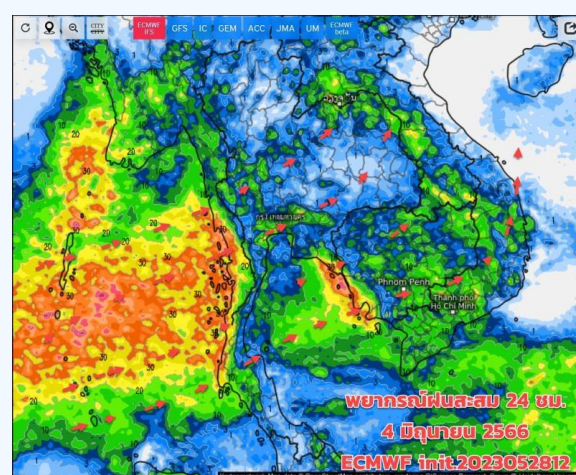 CITY
CITY
ECMWF
IFS
GFS
IC
GEM
ACC
JMA
UM
ECMWF
beta
Phnom Penh
Thành phố
Hồ Chí Minh
พยากรณ์ฝนสะสม 24 ชม.
4 มิถุนายน 2566
ECMWF init.2023052812